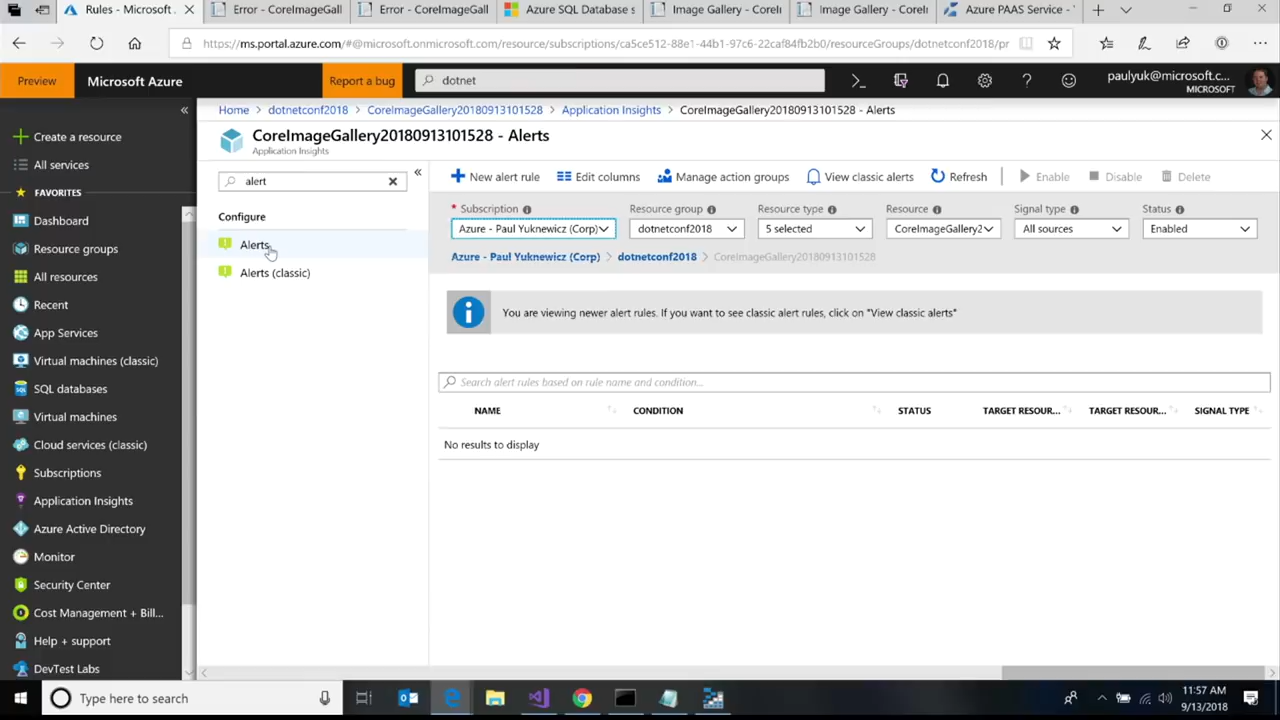 Rules - Microsoft
Error - CoreImageGall
Error - CoreImageGall
Azure SQL Database s
Image Gallery - CoreI
Image Gallery - CoreI
Azure PAAS Service - '
https://ms.portal.azure.com/#@microsoft.onmicrosoft.com/resource/subscriptions/ca5ce512-88e1-44b1-97c6-22caf84fb2b0/resourceGroups/dotnetconf2018/pr
Preview
Microsoft Azure
Report a bug
dotnet
paulyuk@microsoft.c...
MICROSOFT
Home > dotnetconf2018 > CoreImageGallery20180913101528 > Application Insights > CoreImageGallery20180913101528 - Alerts
CoreImageGallery20180913101528 - Alerts
Application Insights
Create a resource
All services
FAVORITES
Dashboard
Resource groups
All resources
Recent
App Services
Virtual machines (classic)
SQL databases
Virtual machines
Cloud services (classic)
Subscriptions
Application Insights
Azure Active Directory
Monitor
Security Center
Cost Management + Bill...
Help + support
DevTest Labs
alert
Configure
Alerts
Alerts (classic)
New alert rule
Edit columns
Manage action groups
View classic alerts
Refresh
Enable
Disable
Delete
* Subscription
Resource group
Resource type
Resource
Signal type
Status
Azure - Paul Yuknewicz (Corp)
dotnetconf2018
5 selected
CoreImageGallery2
All sources
Enabled
Azure - Paul Yuknewicz (Corp) > dotnetconf2018 > CoreImageGallery20180913101528
You are viewing newer alert rules. If you want to see classic alert rules, click on "View classic alerts"
Search alert rules based on rule name and condition...
NAME
CONDITION
STATUS
TARGET RESOUR...
TARGET RESOUR...
SIGNAL TYPE
No results to display
Type here to search
11:57 AM
9/13/2018